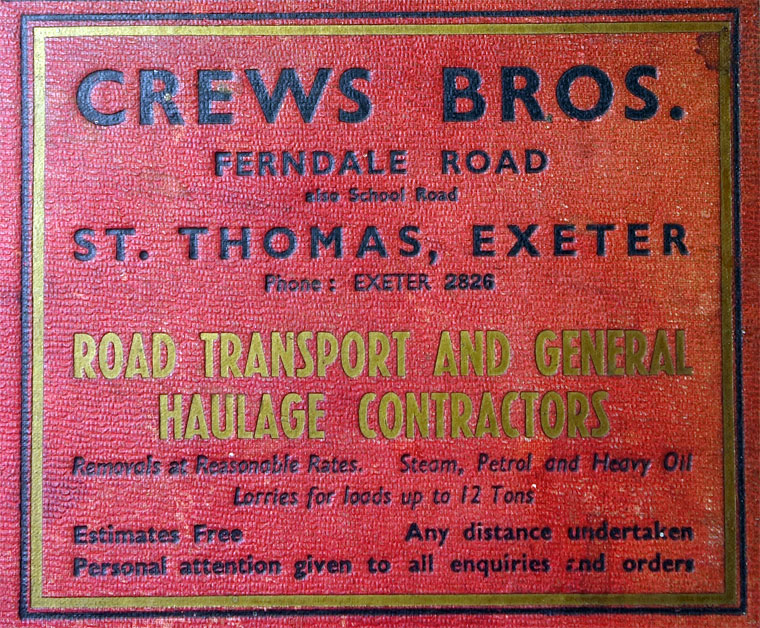 CREWS BROS.
FERNDALE ROAD
also School Road
ST. THOMAS, EXETER
Phone: EXETER 2826
ROAD TRANSPORT AND GENERAL
HAULAGE CONTRACTORS
Removals at Reasonable Rates. Steam, Petrol and Heavy Oil
Lorries for loads up to 12 Tons
Estimates Free Any distance undertaken
Personal attention given to all enquiries and orders